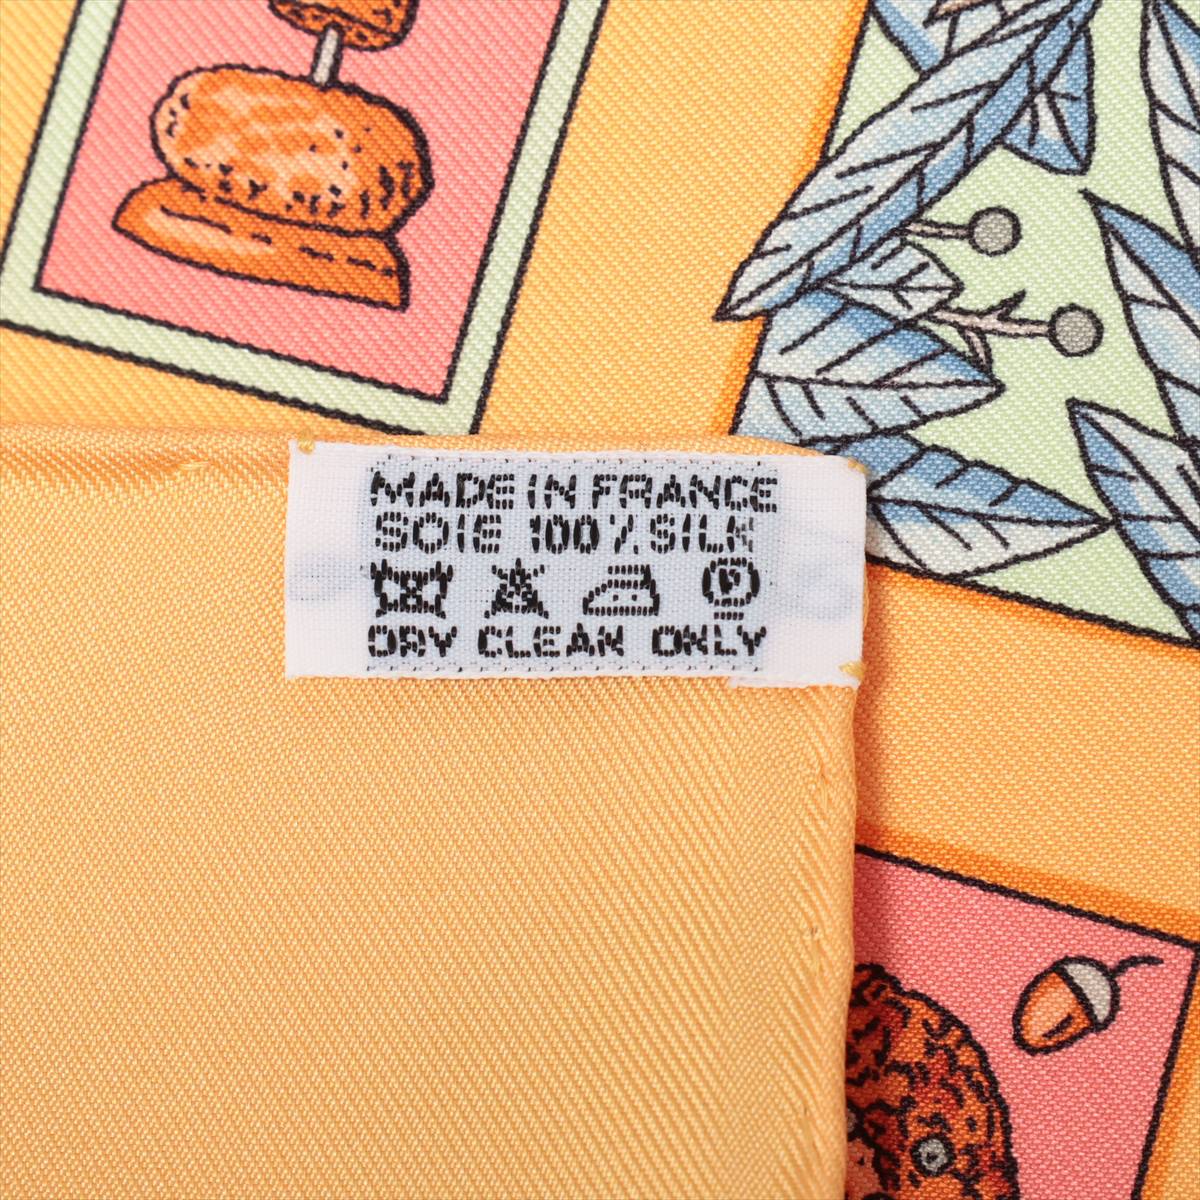 MADE IN FRANCE
SOIE 100% SILK
P
DRY CLEAN ONLY